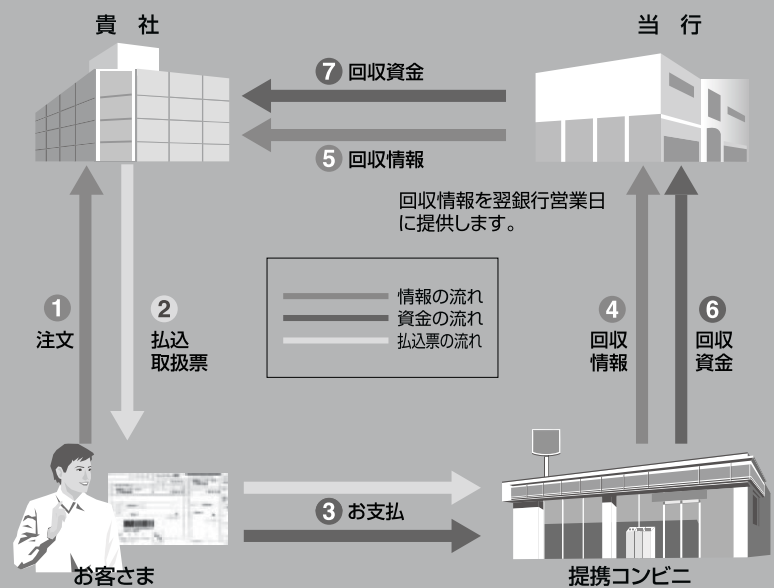 貴 社
当 行
7 回収資金
5 回収情報
回収情報を翌銀行営業日
に提供します。
情報の流れ
資金の流れ
払込票の流れ
1
注文
2
払込
取扱票
4
回収
情報
6
回収
資金
3 お支払
お客さま
提携コンビニ